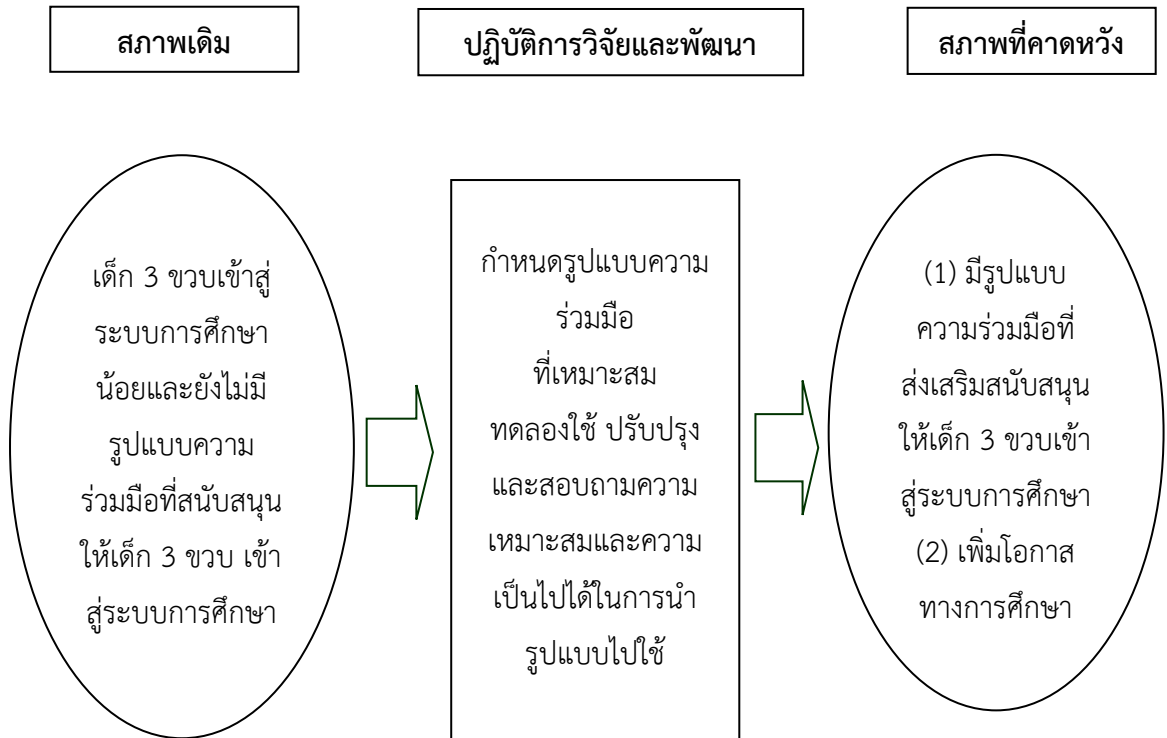 สภาพเดิม
ปฏิบัติการวิจัยและพัฒนา
สภาพที่คาดหวัง
เด็ก 3 ขวบเข้าสู่
ระบบการศึกษา
น้อยและยังไม่มี
รูปแบบความ
ร่วมมือที่สนับสนุน
ให้เด็ก 3 ขวบ เข้า
สู่ระบบการศึกษา
กำหนดรูปแบบความ
ร่วมมือ
ที่เหมาะสม
ทดลองใช้ ปรับปรุง
และสอบถามความ
เหมาะสมและความ
เป็นไปได้ในการนำ
รูปแบบไปใช้
(1) มีรูปแบบ
ความร่วมมือที่
ส่งเสริมสนับสนุน
ให้เด็ก 3 ขวบเข้า
สู่ระบบการศึกษา
(2) เพิ่มโอกาส
ทางการศึกษา